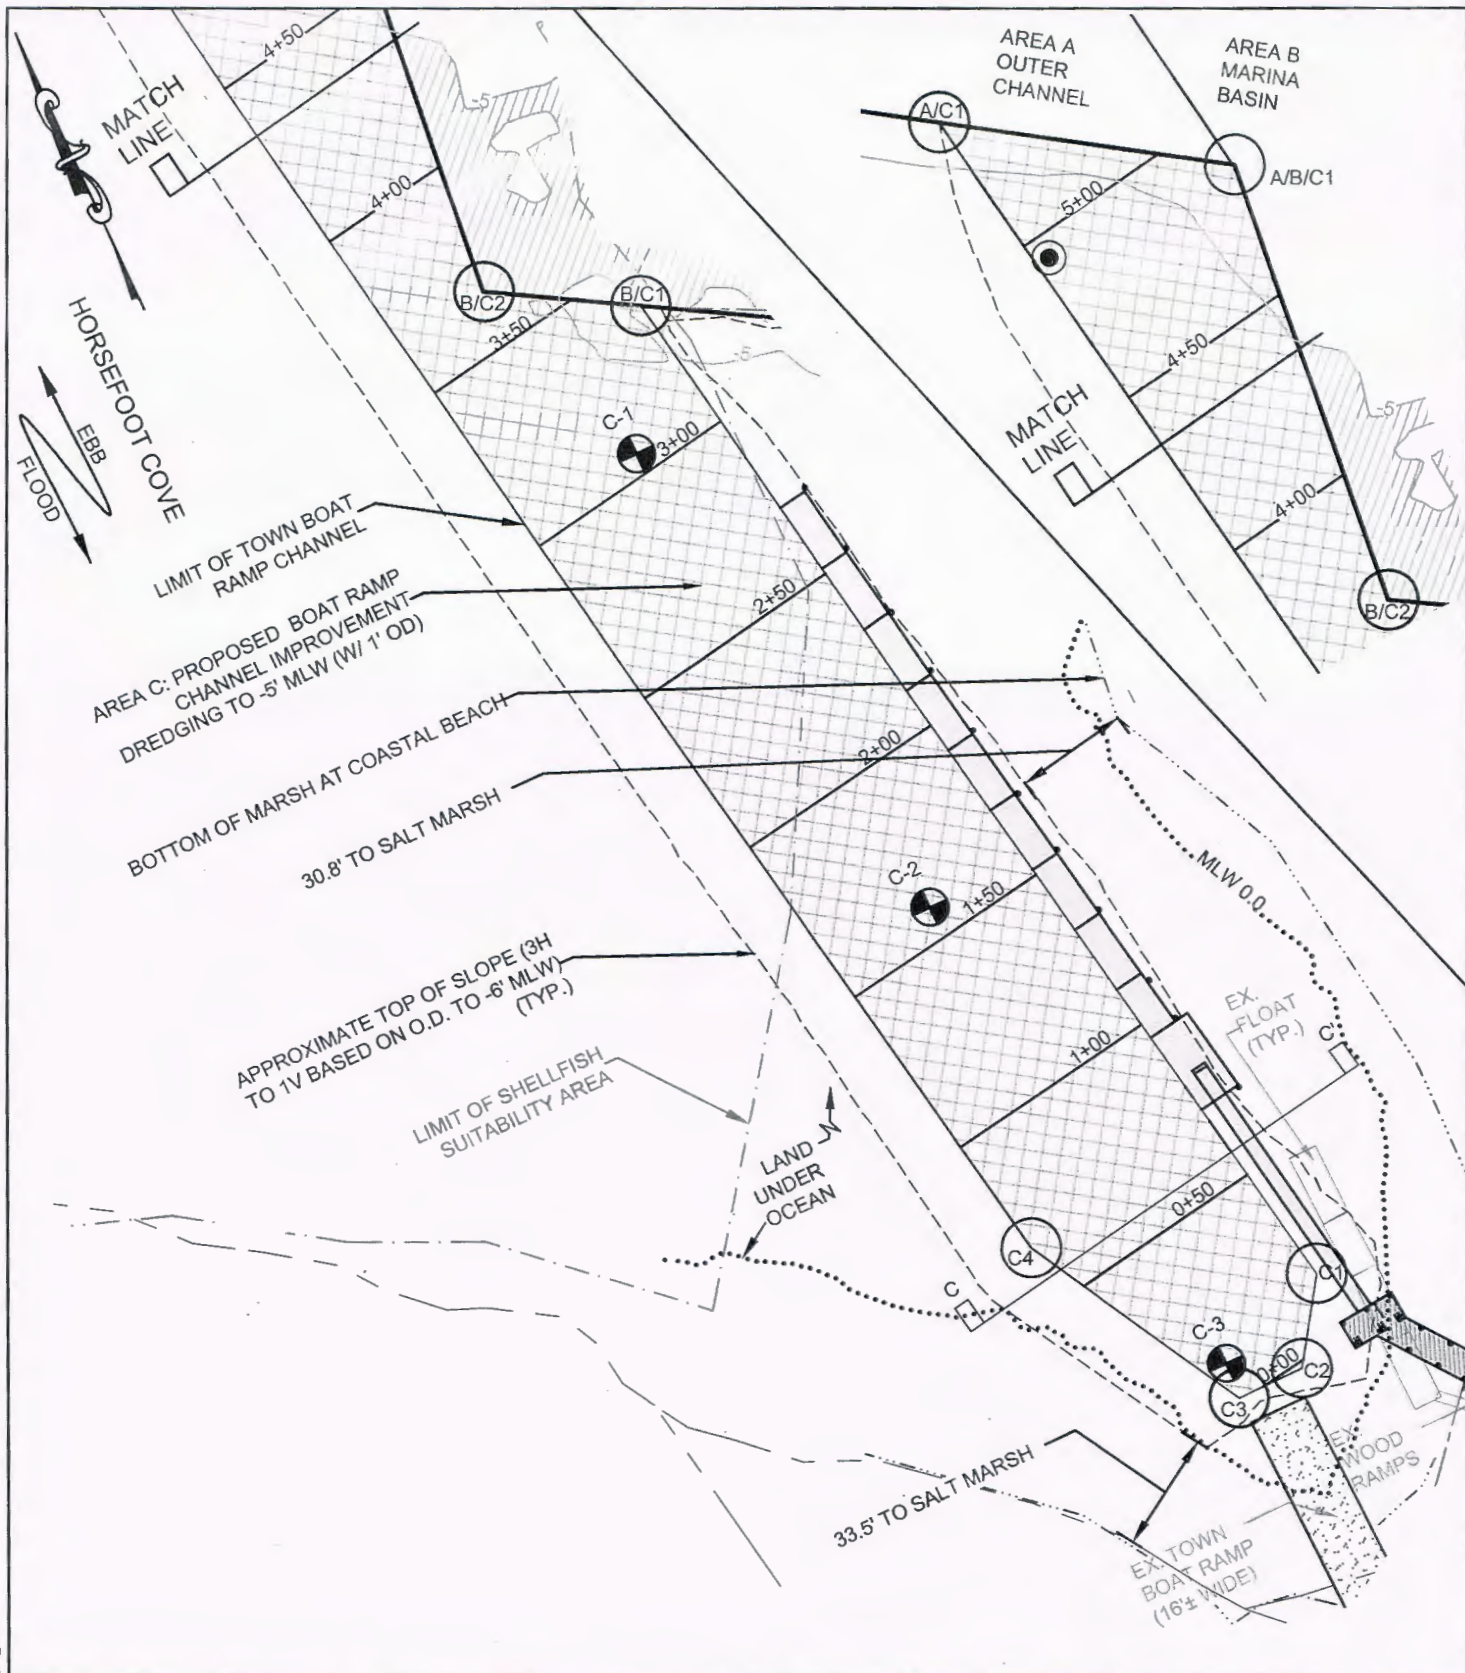 4+50
MATCH
LINE
4+00
-5
B/C2
B/C1
3+50
-5
HORSEFOOT COVE
EBB
FLOOD
C-1
3+00
LIMIT OF TOWN BOAT
RAMP CHANNEL
AREA C: PROPOSED BOAT RAMP
CHANNEL IMPROVEMENT
DREDGING TO -5' MLW (W/ 1' OD)
2+50
BOTTOM OF MARSH AT COASTAL BEACH
2+00
30.8' TO SALT MARSH
C-2
1+50
MLW 0.0
APPROXIMATE TOP OF SLOPE (3H
TO 1V BASED ON O.D. TO -6' MLW)
(TYP.)
1+00
EX.
FLOAT
(TYP.)
C'
LIMIT OF SHELLFISH
SUITABILITY AREA
LAND
UNDER
OCEAN
0+50
C4
C1
C
C-3
0+00
C2
C3
33.5' TO SALT MARSH
EX.
WOOD
RAMPS
EX. TOWN
BOAT RAMP
(16'± WIDE)
AREA A
OUTER
CHANNEL
AREA B
MARINA
BASIN
A/C1
A/B/C1
5+00
4+50
MATCH
LINE
-5
4+00
B/C2